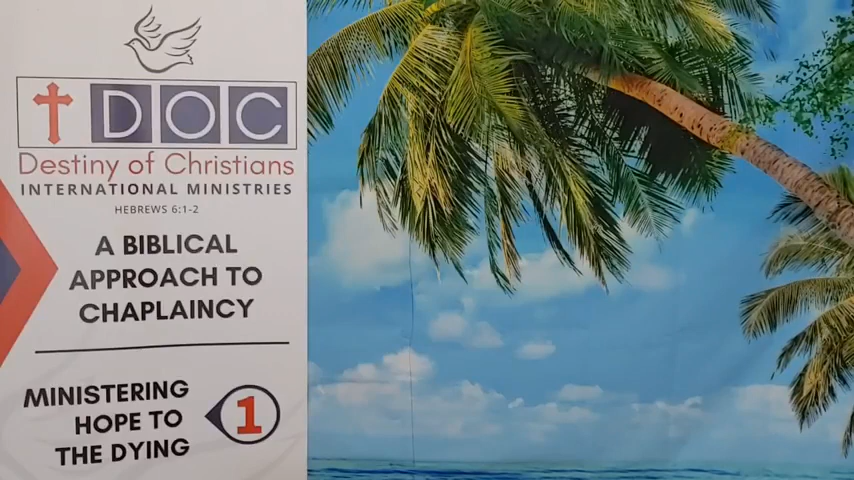 DOC
Destiny of Christians
INTERNATIONAL MINISTRIES
HEBREWS 6:1-2
A BIBLICAL
APPROACH TO
CHAPLAINCY
MINISTERING
HOPE TO
THE DYING
1